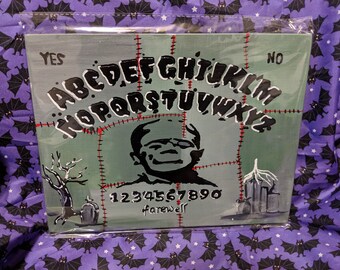 YES NO
ABCDEFGHIJKLM
NOPQRSTUVWXYZ
1234567890
farewell